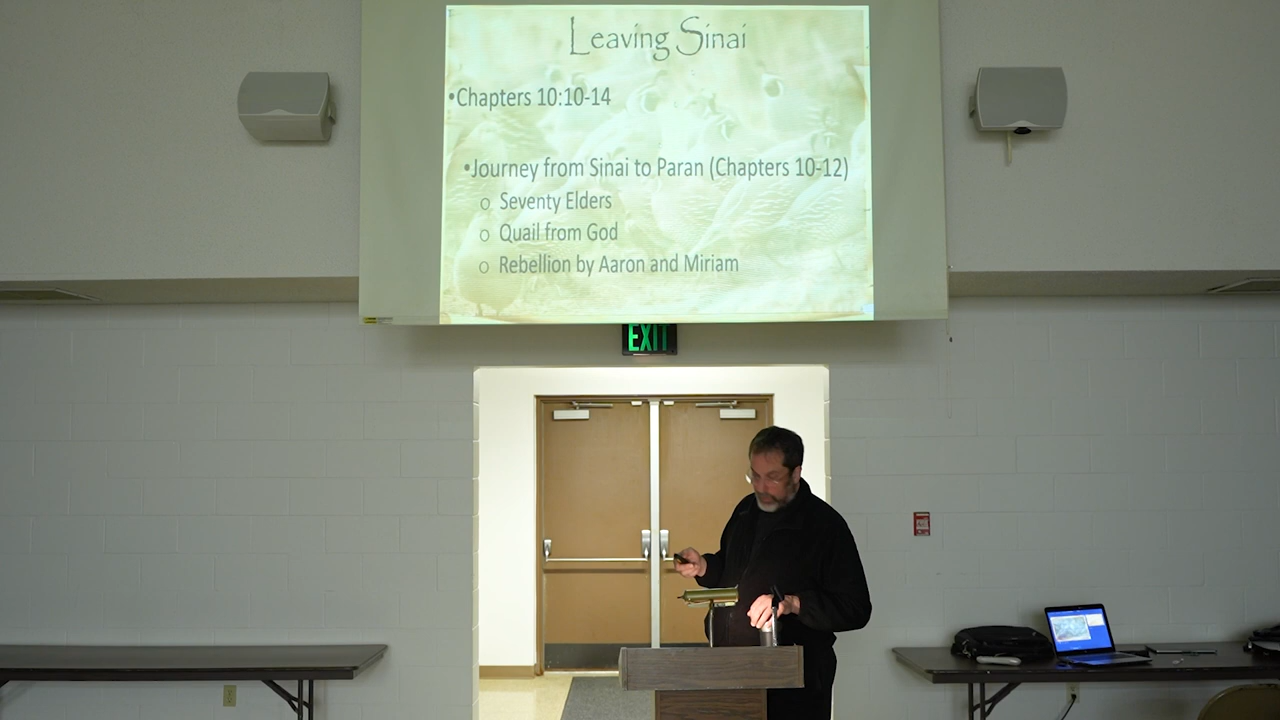 Leaving Sinai
•Chapters 10:10-14
•Journey from Sinai to Paran (Chapters 10-12)
o Seventy Elders
o Quail from God
o Rebellion by Aaron and Miriam
EXIT